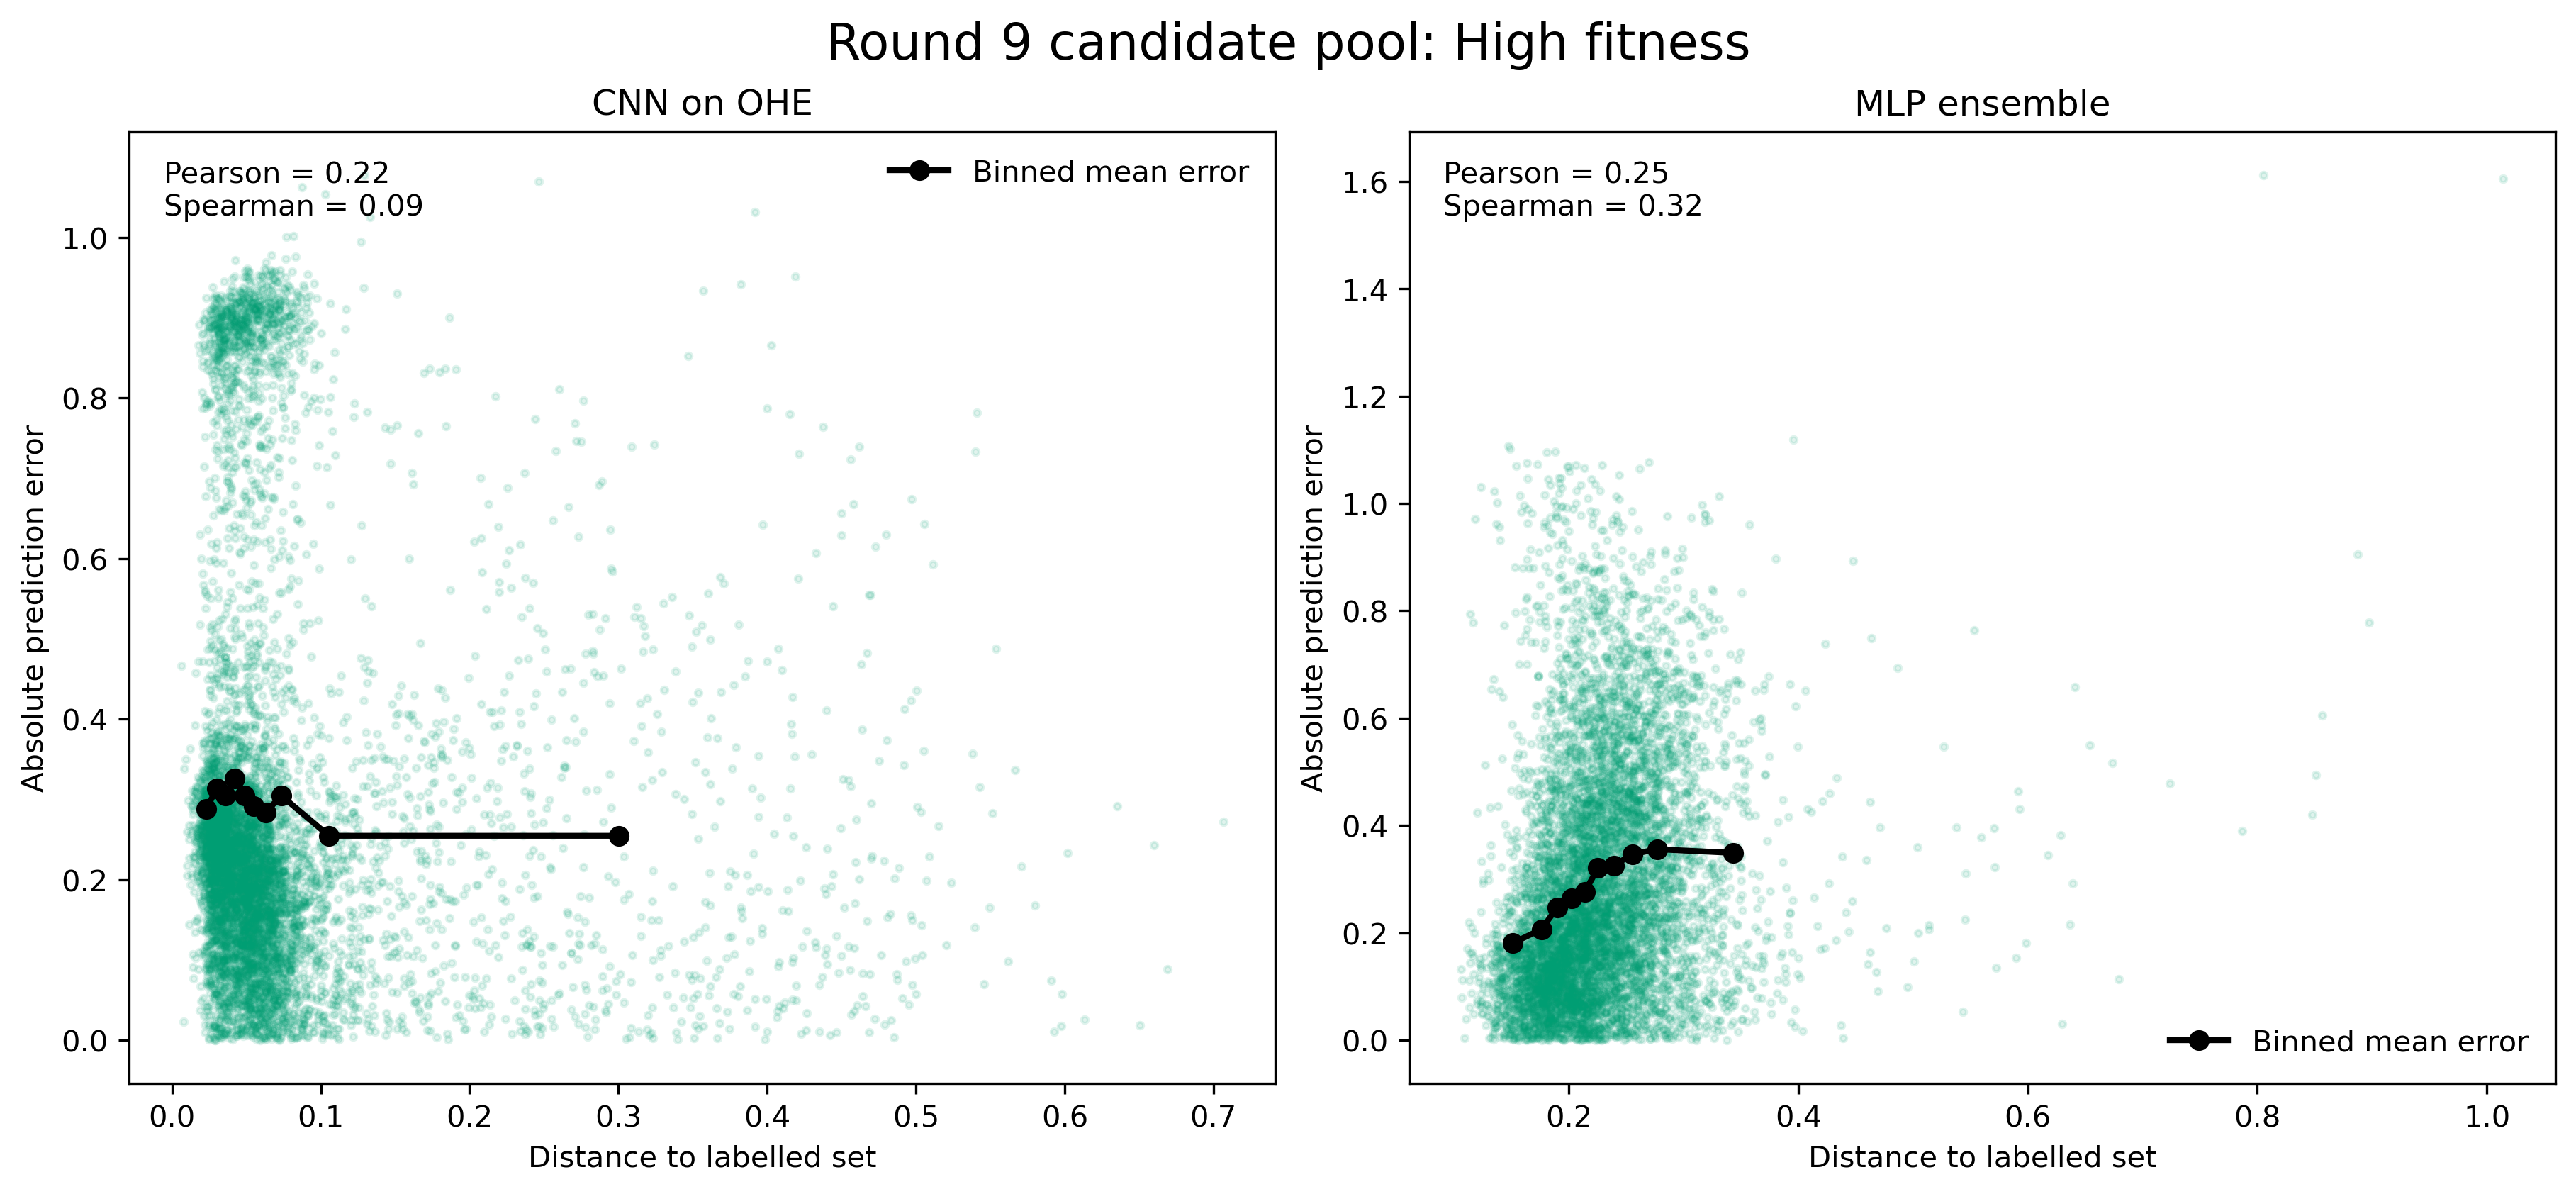 Round 9 candidate pool: High fitness
CNN on OHE
Pearson = 0.22
Spearman = 0.09
Binned mean error
Absolute prediction error
1.0
0.8
0.6
0.4
0.2
0.0
0.0 0.1 0.2 0.3 0.4 0.5 0.6 0.7
Distance to labelled set
MLP ensemble
Pearson = 0.25
Spearman = 0.32
Absolute prediction error
1.6
1.4
1.2
1.0
0.8
0.6
0.4
0.2
0.0
Binned mean error
0.2 0.4 0.6 0.8 1.0
Distance to labelled set